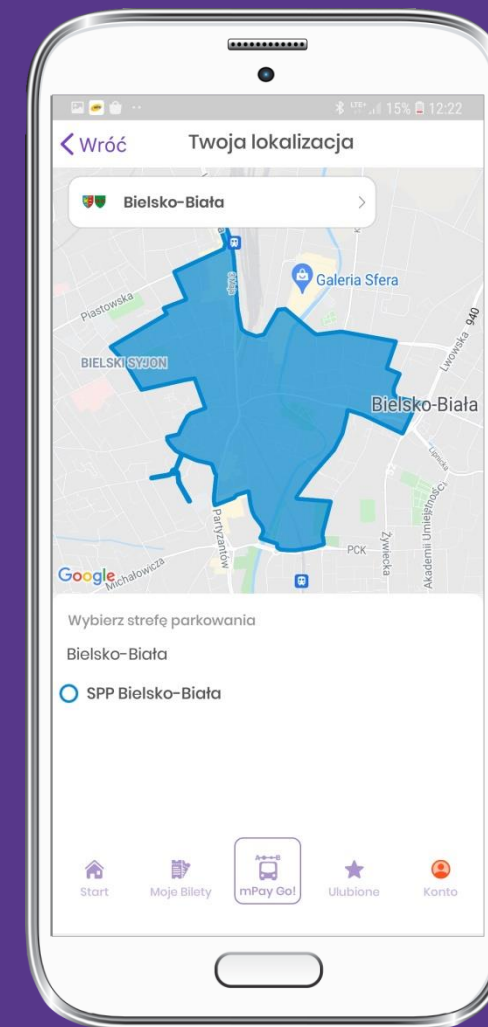 15% 12:22
Wróć Twoja lokalizacja
Bielsko-Biała
Galeria Sfera
Piastowska
940
Lwowska
BIELSKI SYJON
Bielsko-Biała
Lipnicka
Partyzantów
PCK
Żywiecka
Akademii Umiejętności
Google
Michałowicza
Wybierz strefę parkowania
Bielsko-Biała
SPP Bielsko-Biała
A
B
Start Moje Bilety mPay Go! Ulubione Konto